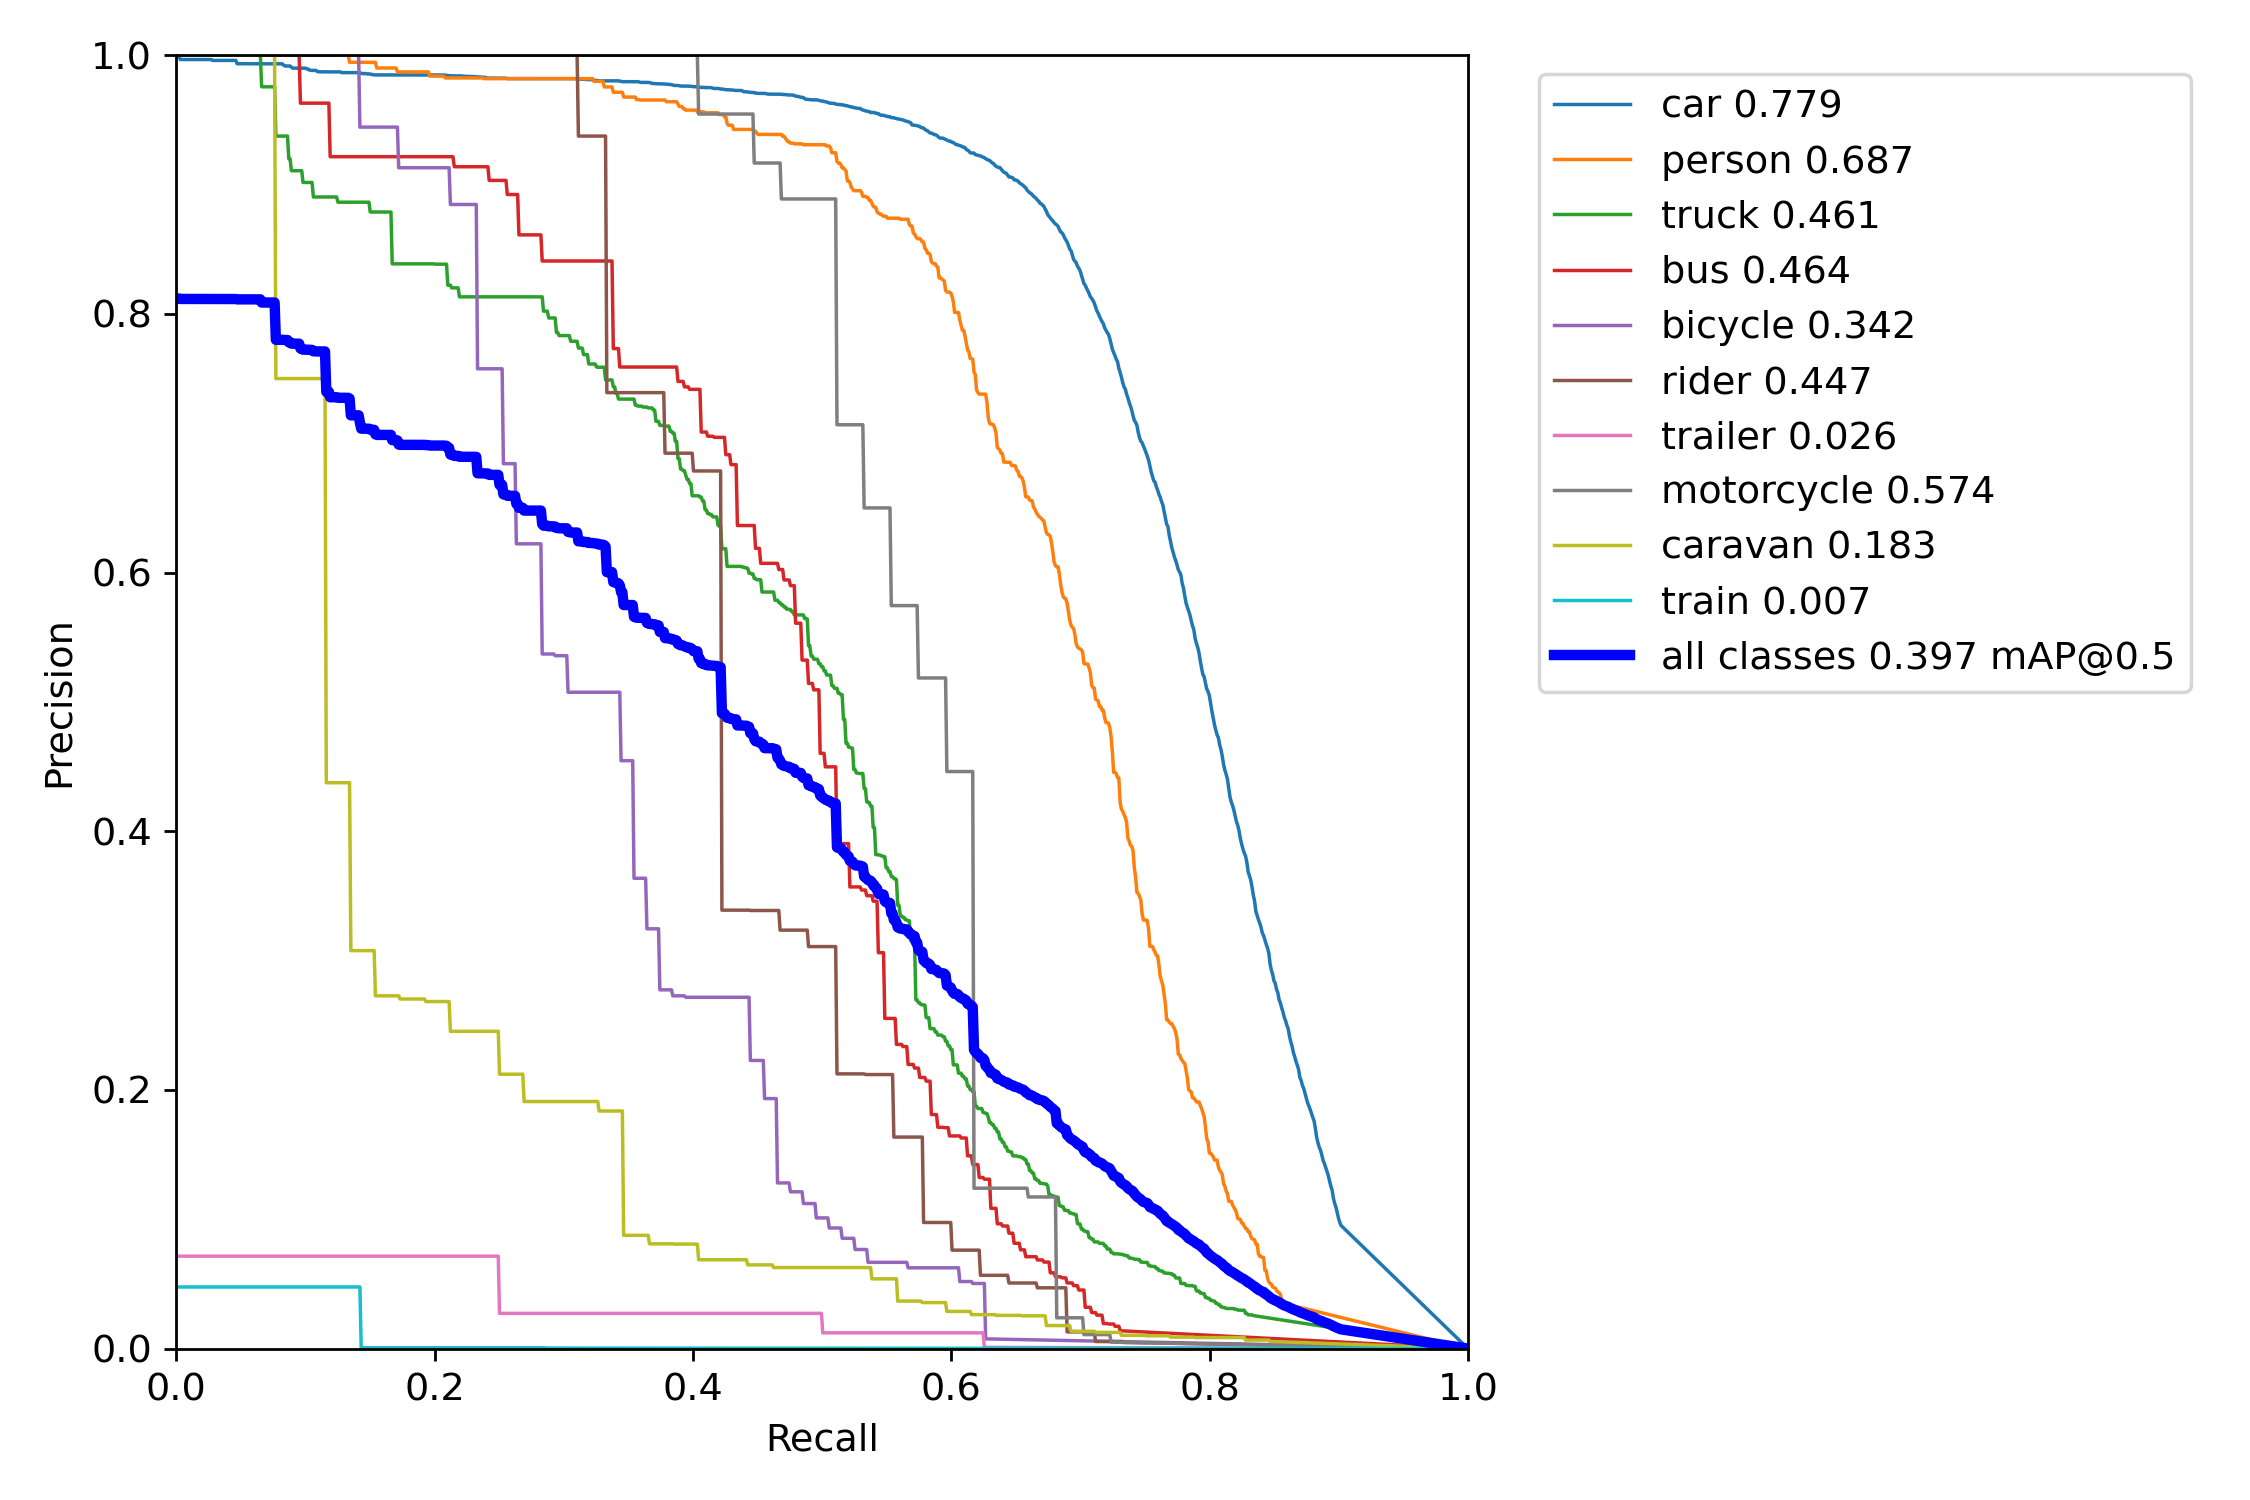 1.0
0.8
0.6
0.4
0.2
0.0
Precision
0.0 0.2 0.4 0.6 0.8 1.0
Recall
car 0.779
person 0.687
truck 0.461
bus 0.464
bicycle 0.342
rider 0.447
trailer 0.026
motorcycle 0.574
caravan 0.183
train 0.007
all classes 0.397 mAP@0.5